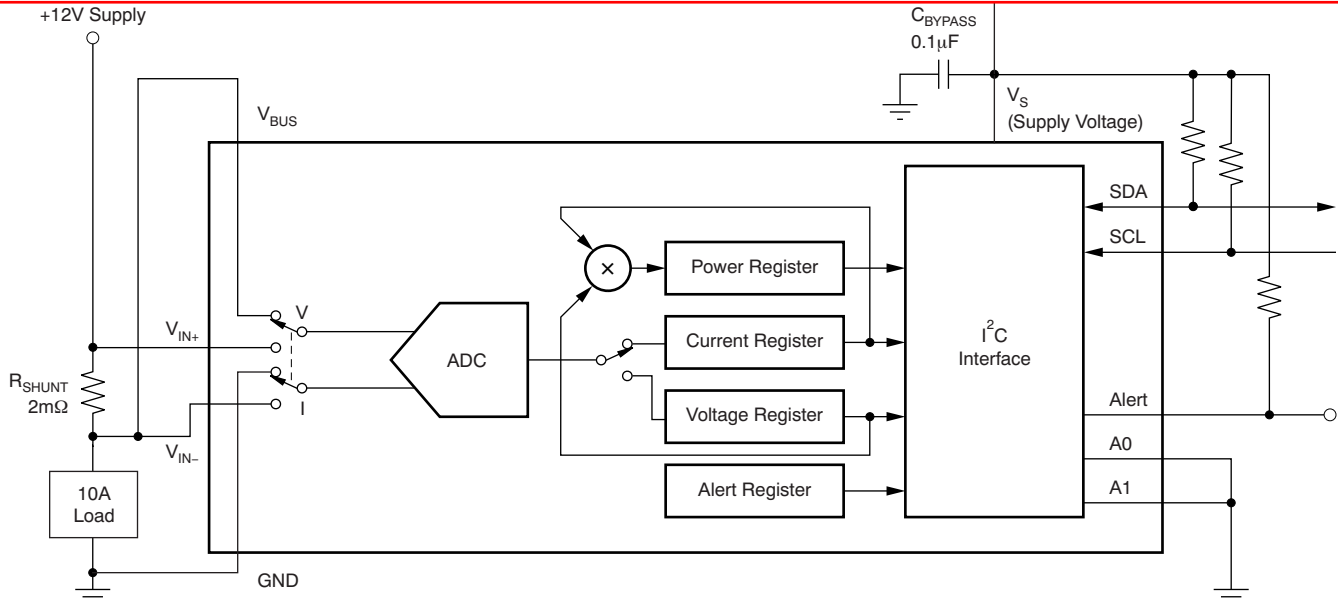 +12V Supply
C_BYPASS
0.1μF
V_BUS
V_S
(Supply Voltage)
SDA
SCL
×
Power Register
V
V_IN+
ADC
Current Register
I²C
Interface
R_SHUNT
2mΩ
I
Voltage Register
Alert
V_IN–
A0
10A
Load
Alert Register
A1
GND